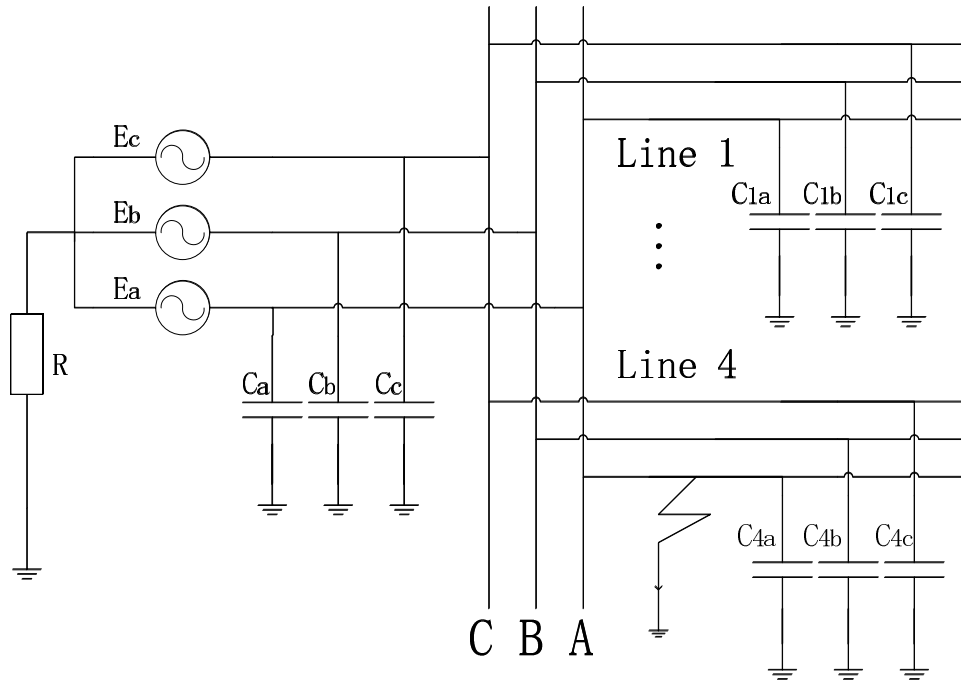 Ec
Line 1
Eb
C1a C1b C1c
Ea
R
Line 4
Ca Cb Cc
C4a C4b C4c
C B A